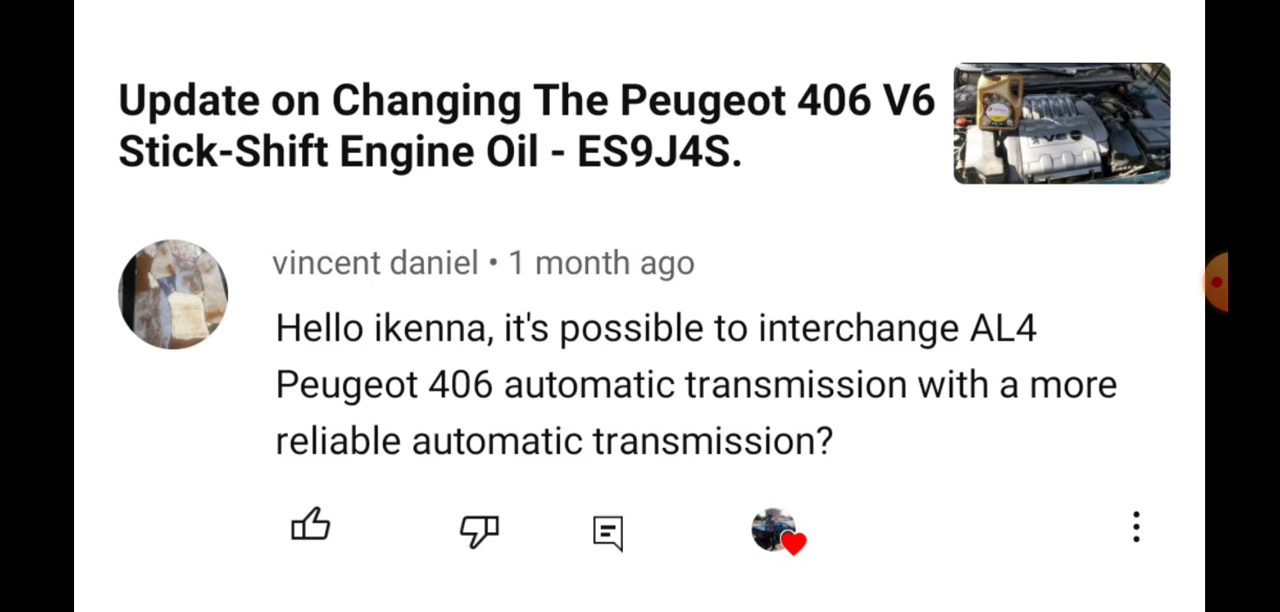 Update on Changing The Peugeot 406 V6
Stick-Shift Engine Oil - ES9J4S.
V6
vincent daniel • 1 month ago
Hello ikenna, it's possible to interchange AL4
Peugeot 406 automatic transmission with a more
reliable automatic transmission?